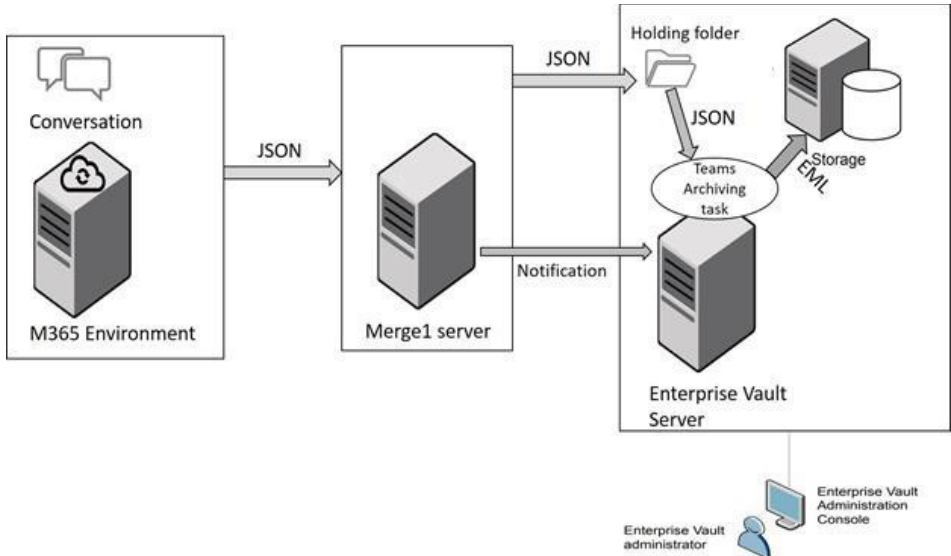 Conversation
M365 Environment
JSON
Merge1 server
JSON
Notification
Holding folder
JSON
Teams
Archiving
task
EML
Storage
Enterprise Vault
Server
Enterprise Vault
Administration
Console
Enterprise Vault
administrator